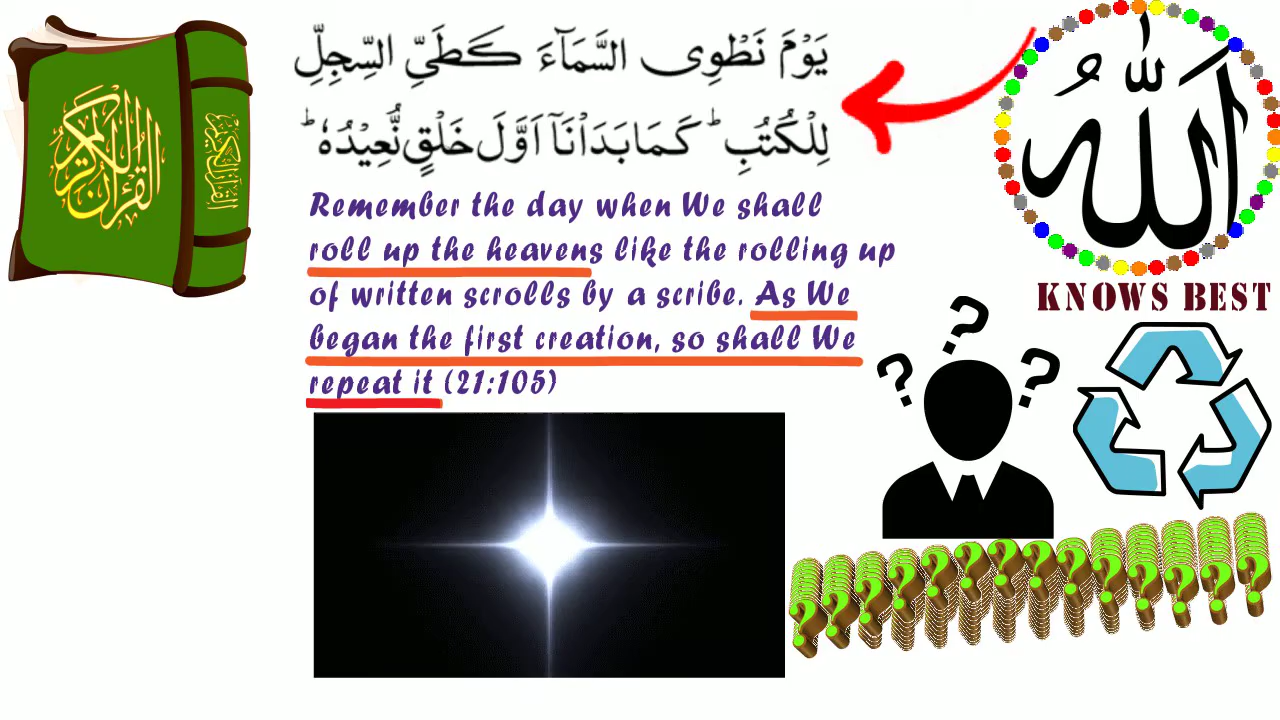 القرآن الكريم
القرآن الكريم
يَوْمَ نَطْوِى السَّمَآءَ كَطَىِّ السِّجِلِّ
لِلْكُتُبِ ؕ كَمَا بَدَاْنَاۤ اَوَّلَ خَلْقٍ نُّعِيْدُهٗ ؕ
Remember the day when We shall
roll up the heavens like the rolling up
of written scrolls by a scribe. As We
began the first creation, so shall We
repeat it (21:105)
الله
KNOWS BEST
? ? ?
? ? ? ? ? ? ? ? ? ? ? ? ?